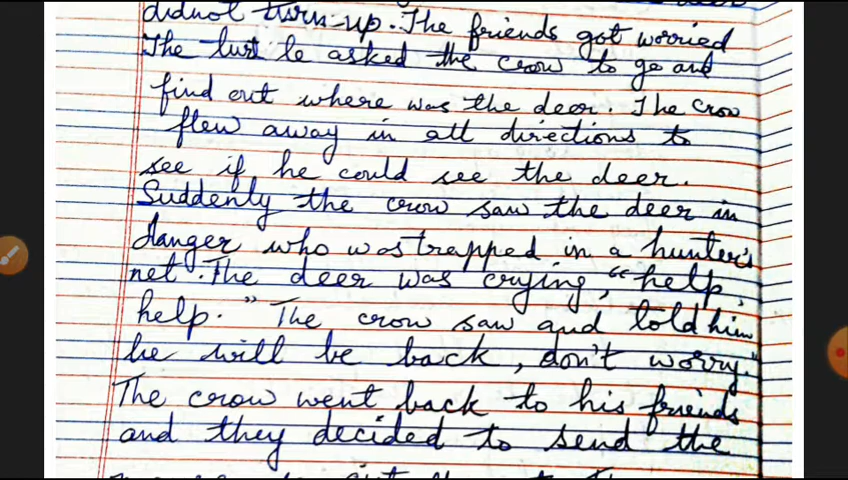 didnot turn-up. The friends got worried
The turt le asked the crow to go and
find out where was the deer. The crow
flew away in all directions to
see if he could see the deer.
Suddenly the crow saw the deer in
danger who was trapped in a hunter's
net. The deer was crying, "help,
help." The crow saw and told him
he will be back, don't worry."
The crow went back to his friends
and they decided to send the